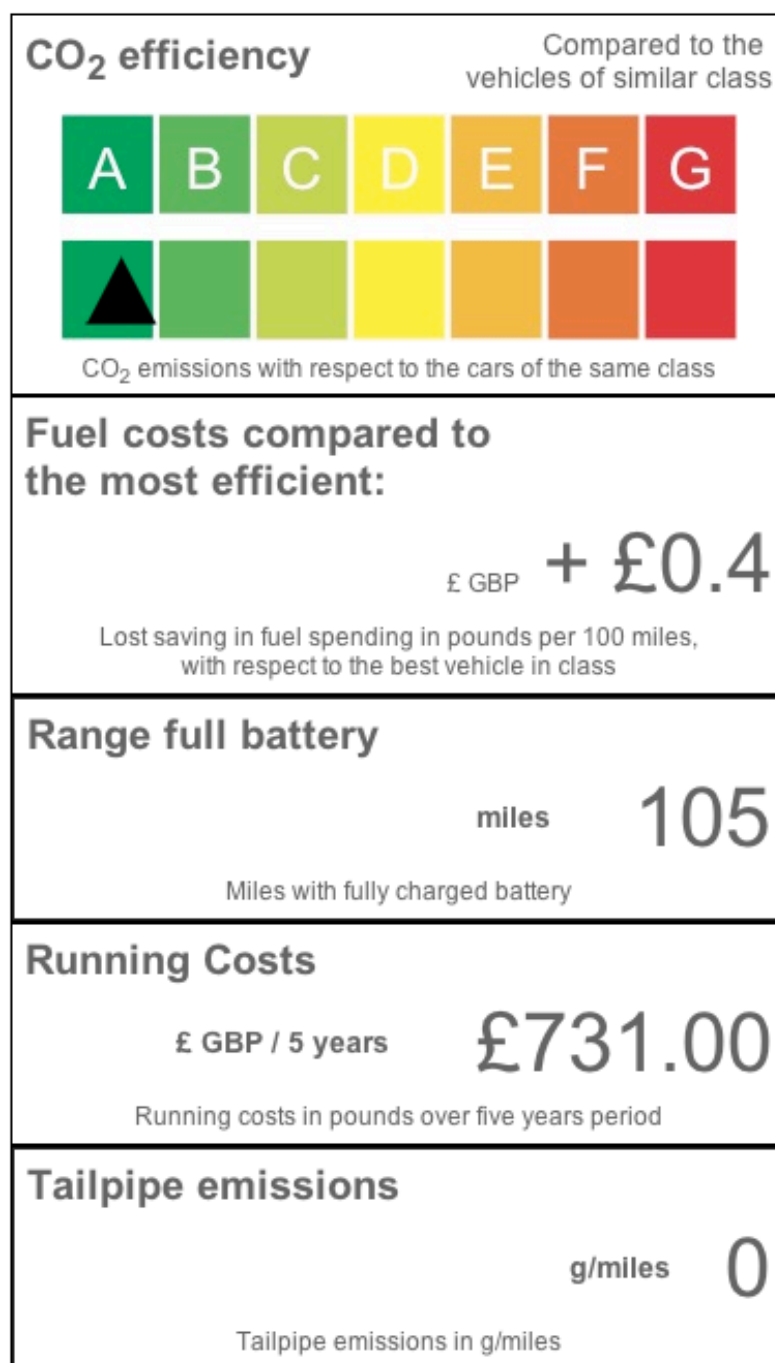 CO₂ efficiency
Compared to the
vehicles of similar class
A B C D E F G
CO₂ emissions with respect to the cars of the same class
Fuel costs compared to
the most efficient:
£ GBP + £0.4
Lost saving in fuel spending in pounds per 100 miles,
with respect to the best vehicle in class
Range full battery
miles 105
Miles with fully charged battery
Running Costs
£ GBP / 5 years £731.00
Running costs in pounds over five years period
Tailpipe emissions
g/miles 0
Tailpipe emissions in g/miles